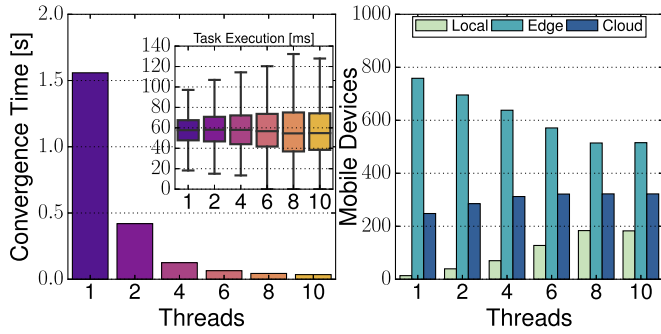 2.0
1.5
1.0
0.5
0.0
Convergence Time [s]
1 2 4 6 8 10
Threads
Task Execution [ms]
140
120
100
80
60
40
20
0
1 2 4 6 8 10
Local Edge Cloud
1000
800
600
400
200
0
Mobile Devices
1 2 4 6 8 10
Threads